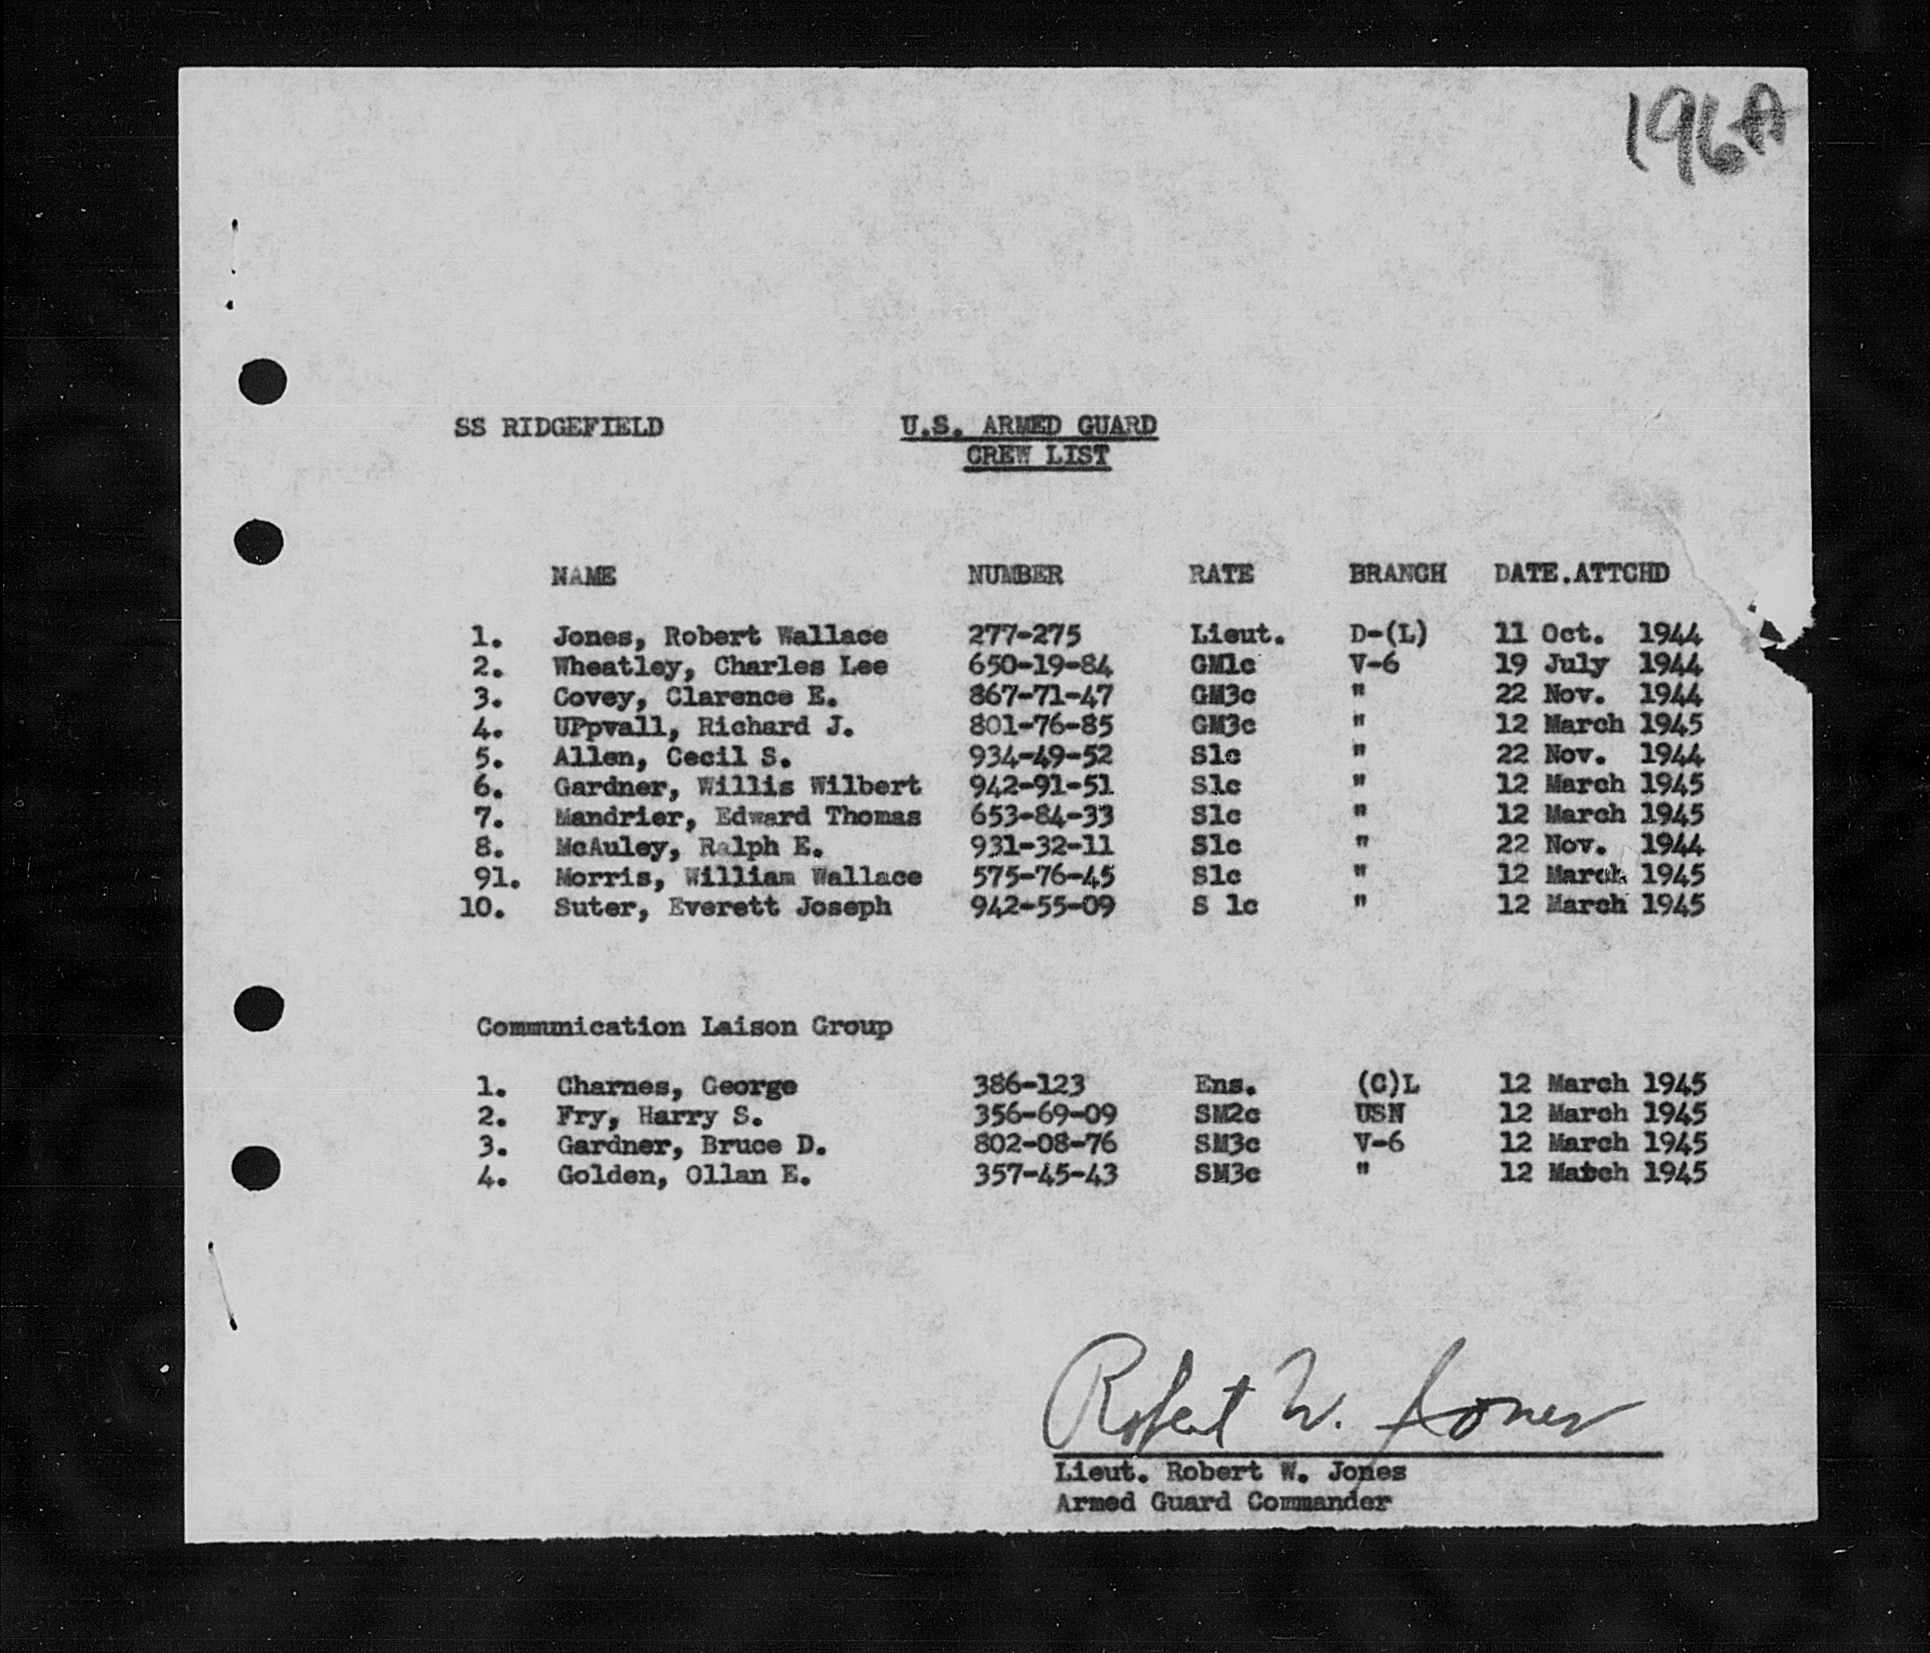 196A
SS RIDGEFIELD U.S. ARMED GUARD
CREW LIST
NAME NUMBER RATE BRANCH DATE.ATTCHD
1. Jones, Robert Wallace 277-275 Lieut. D-(L) 11 Oct. 1944
2. Wheatley, Charles Lee 650-19-84 GM1c V-6 19 July 1944
3. Covey, Clarence E. 867-71-47 GM3c " 22 Nov. 1944
4. UPpvall, Richard J. 801-76-85 GM3c " 12 March 1945
5. Allen, Cecil S. 934-49-52 S1c " 22 Nov. 1944
6. Gardner, Willis Wilbert 942-91-51 S1c " 12 March 1945
7. Mandrier, Edward Thomas 653-84-33 S1c " 12 March 1945
8. McAuley, Ralph E. 931-32-11 S1c " 22 Nov. 1944
91. Morris, William Wallace 575-76-45 S1c " 12 March 1945
10. Suter, Everett Joseph 942-55-09 S 1c " 12 March 1945
Communication Laison Group
1. Charnes, George 386-123 Ens. (C)L 12 March 1945
2. Fry, Harry S. 356-69-09 SM2c USN 12 March 1945
3. Gardner, Bruce D. 802-08-76 SM3c V-6 12 March 1945
4. Golden, Ollan E. 357-45-43 SM3c " 12 March 1945
Robert W. Jones
Lieut. Robert W. Jones
Armed Guard Commander